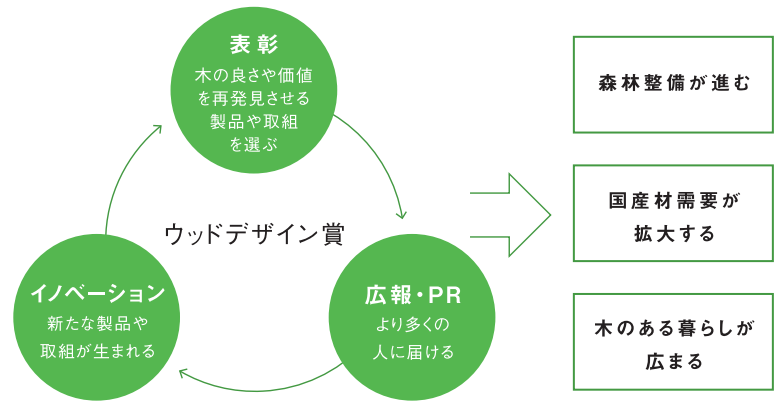 表彰
木の良さや価値
を再発見させる
製品や取組
を選ぶ
ウッドデザイン賞
イノベーション
新たな製品や
取組が生まれる
広報・PR
より多くの
人に届ける
森林整備が進む
国産材需要が
拡大する
木のある暮らしが
広まる